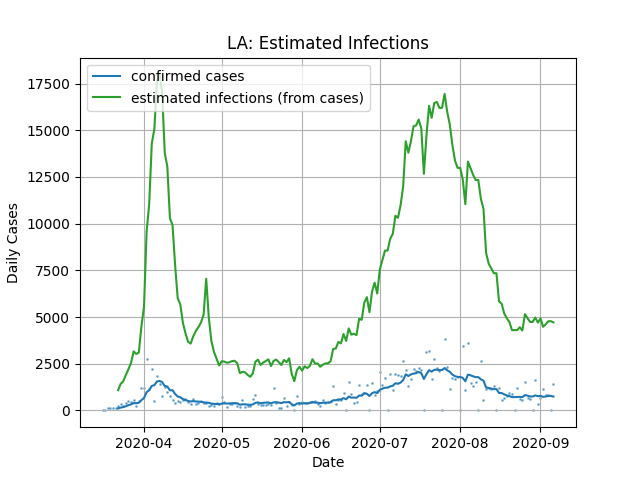 LA: Estimated Infections
confirmed cases
estimated infections (from cases)
17500
15000
12500
10000
7500
5000
2500
0
Daily Cases
2020-04
2020-05
2020-06
2020-07
2020-08
2020-09
Date